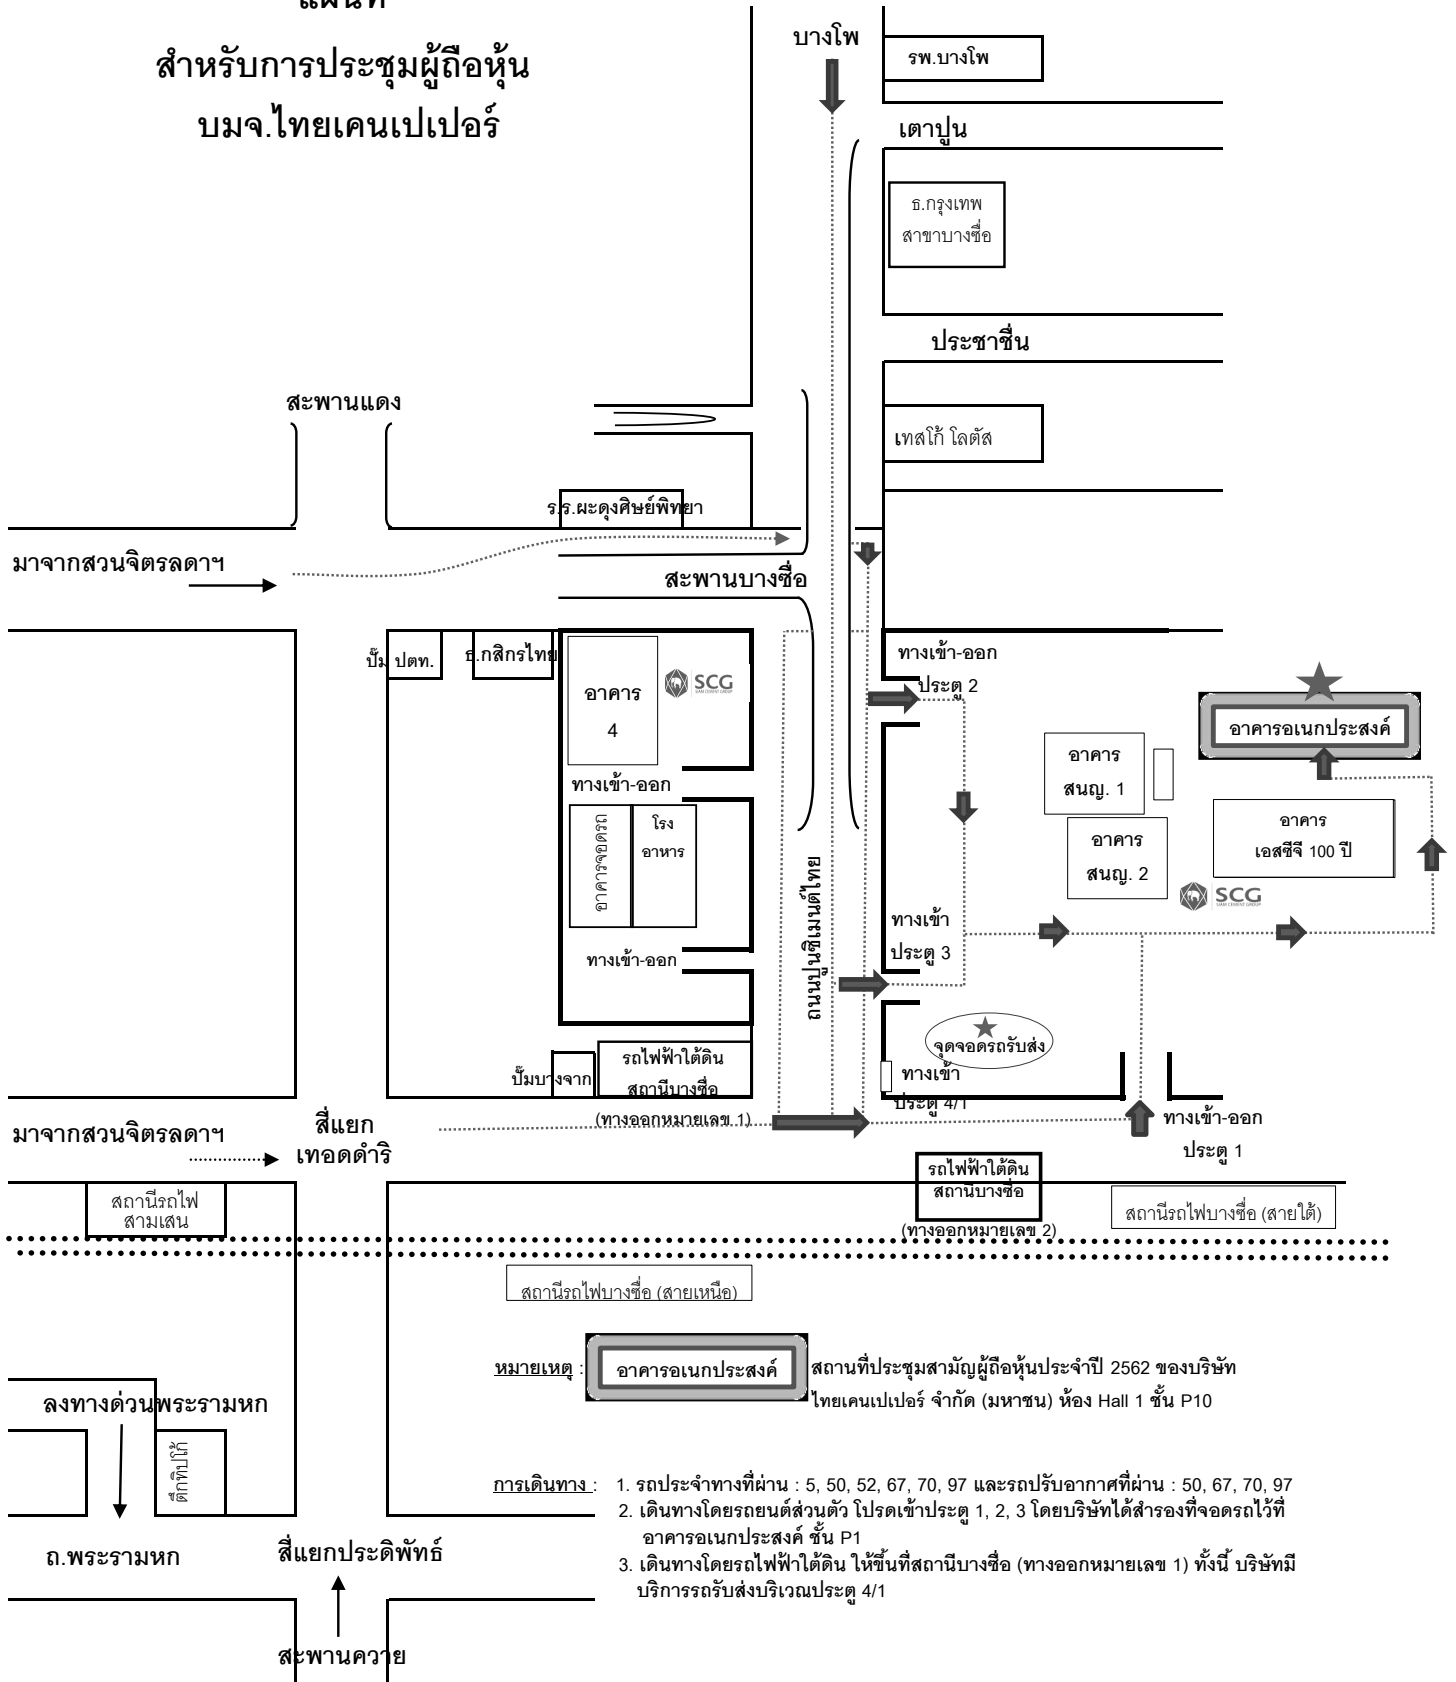 แผนที่
สำหรับการประชุมผู้ถือหุ้น
บมจ.ไทยเคนเปเปอร์
บางโพ
รพ.บางโพ
เตาปูน
ธ.กรุงเทพ
สาขาบางซื่อ
ประชาชื่น
สะพานแดง
เทสโก้ โลตัส
ร.ร.ผะดุงศิษย์พิทยา
มาจากสวนจิตรลดาฯ
สะพานบางซื่อ
ปั๊ม ปตท.
ธ.กสิกรไทย
อาคาร
4
SCG
SIAM CEMENT GROUP
ทางเข้า-ออก
ประตู 2
อาคารอเนกประสงค์
อาคาร
สนญ. 1
ทางเข้า-ออก
อาคารจอดรถ
โรง
อาหาร
อาคาร
สนญ. 2
อาคาร
เอสซีจี 100 ปี
SCG
SIAM CEMENT GROUP
ถนนปูนซิเมนต์ไทย
ทางเข้า
ประตู 3
ทางเข้า-ออก
จุดจอดรถรับส่ง
ปั๊มบางจาก
รถไฟฟ้าใต้ดิน
สถานีบางซื่อ
(ทางออกหมายเลข 1)
ทางเข้า
ประตู 4/1
มาจากสวนจิตรลดาฯ
สี่แยก
เทอดดำริ
ทางเข้า-ออก
ประตู 1
รถไฟฟ้าใต้ดิน
สถานีบางซื่อ
(ทางออกหมายเลข 2)
สถานีรถไฟ
สามเสน
สถานีรถไฟบางซื่อ (สายใต้)
สถานีรถไฟบางซื่อ (สายเหนือ)
หมายเหตุ : อาคารอเนกประสงค์ สถานที่ประชุมสามัญผู้ถือหุ้นประจำปี 2562 ของบริษัท
ไทยเคนเปเปอร์ จำกัด (มหาชน) ห้อง Hall 1 ชั้น P10
ลงทางด่วนพระรามหก
ตึกทิปโก้
ถ.พระรามหก
สี่แยกประดิพัทธ์
สะพานควาย
การเดินทาง : 1. รถประจำทางที่ผ่าน : 5, 50, 52, 67, 70, 97 และรถปรับอากาศที่ผ่าน : 50, 67, 70, 97
2. เดินทางโดยรถยนต์ส่วนตัว โปรดเข้าประตู 1, 2, 3 โดยบริษัทได้สำรองที่จอดรถไว้ที่
อาคารอเนกประสงค์ ชั้น P1
3. เดินทางโดยรถไฟฟ้าใต้ดิน ให้ขึ้นที่สถานีบางซื่อ (ทางออกหมายเลข 1) ทั้งนี้ บริษัทมี
บริการรถรับส่งบริเวณประตู 4/1